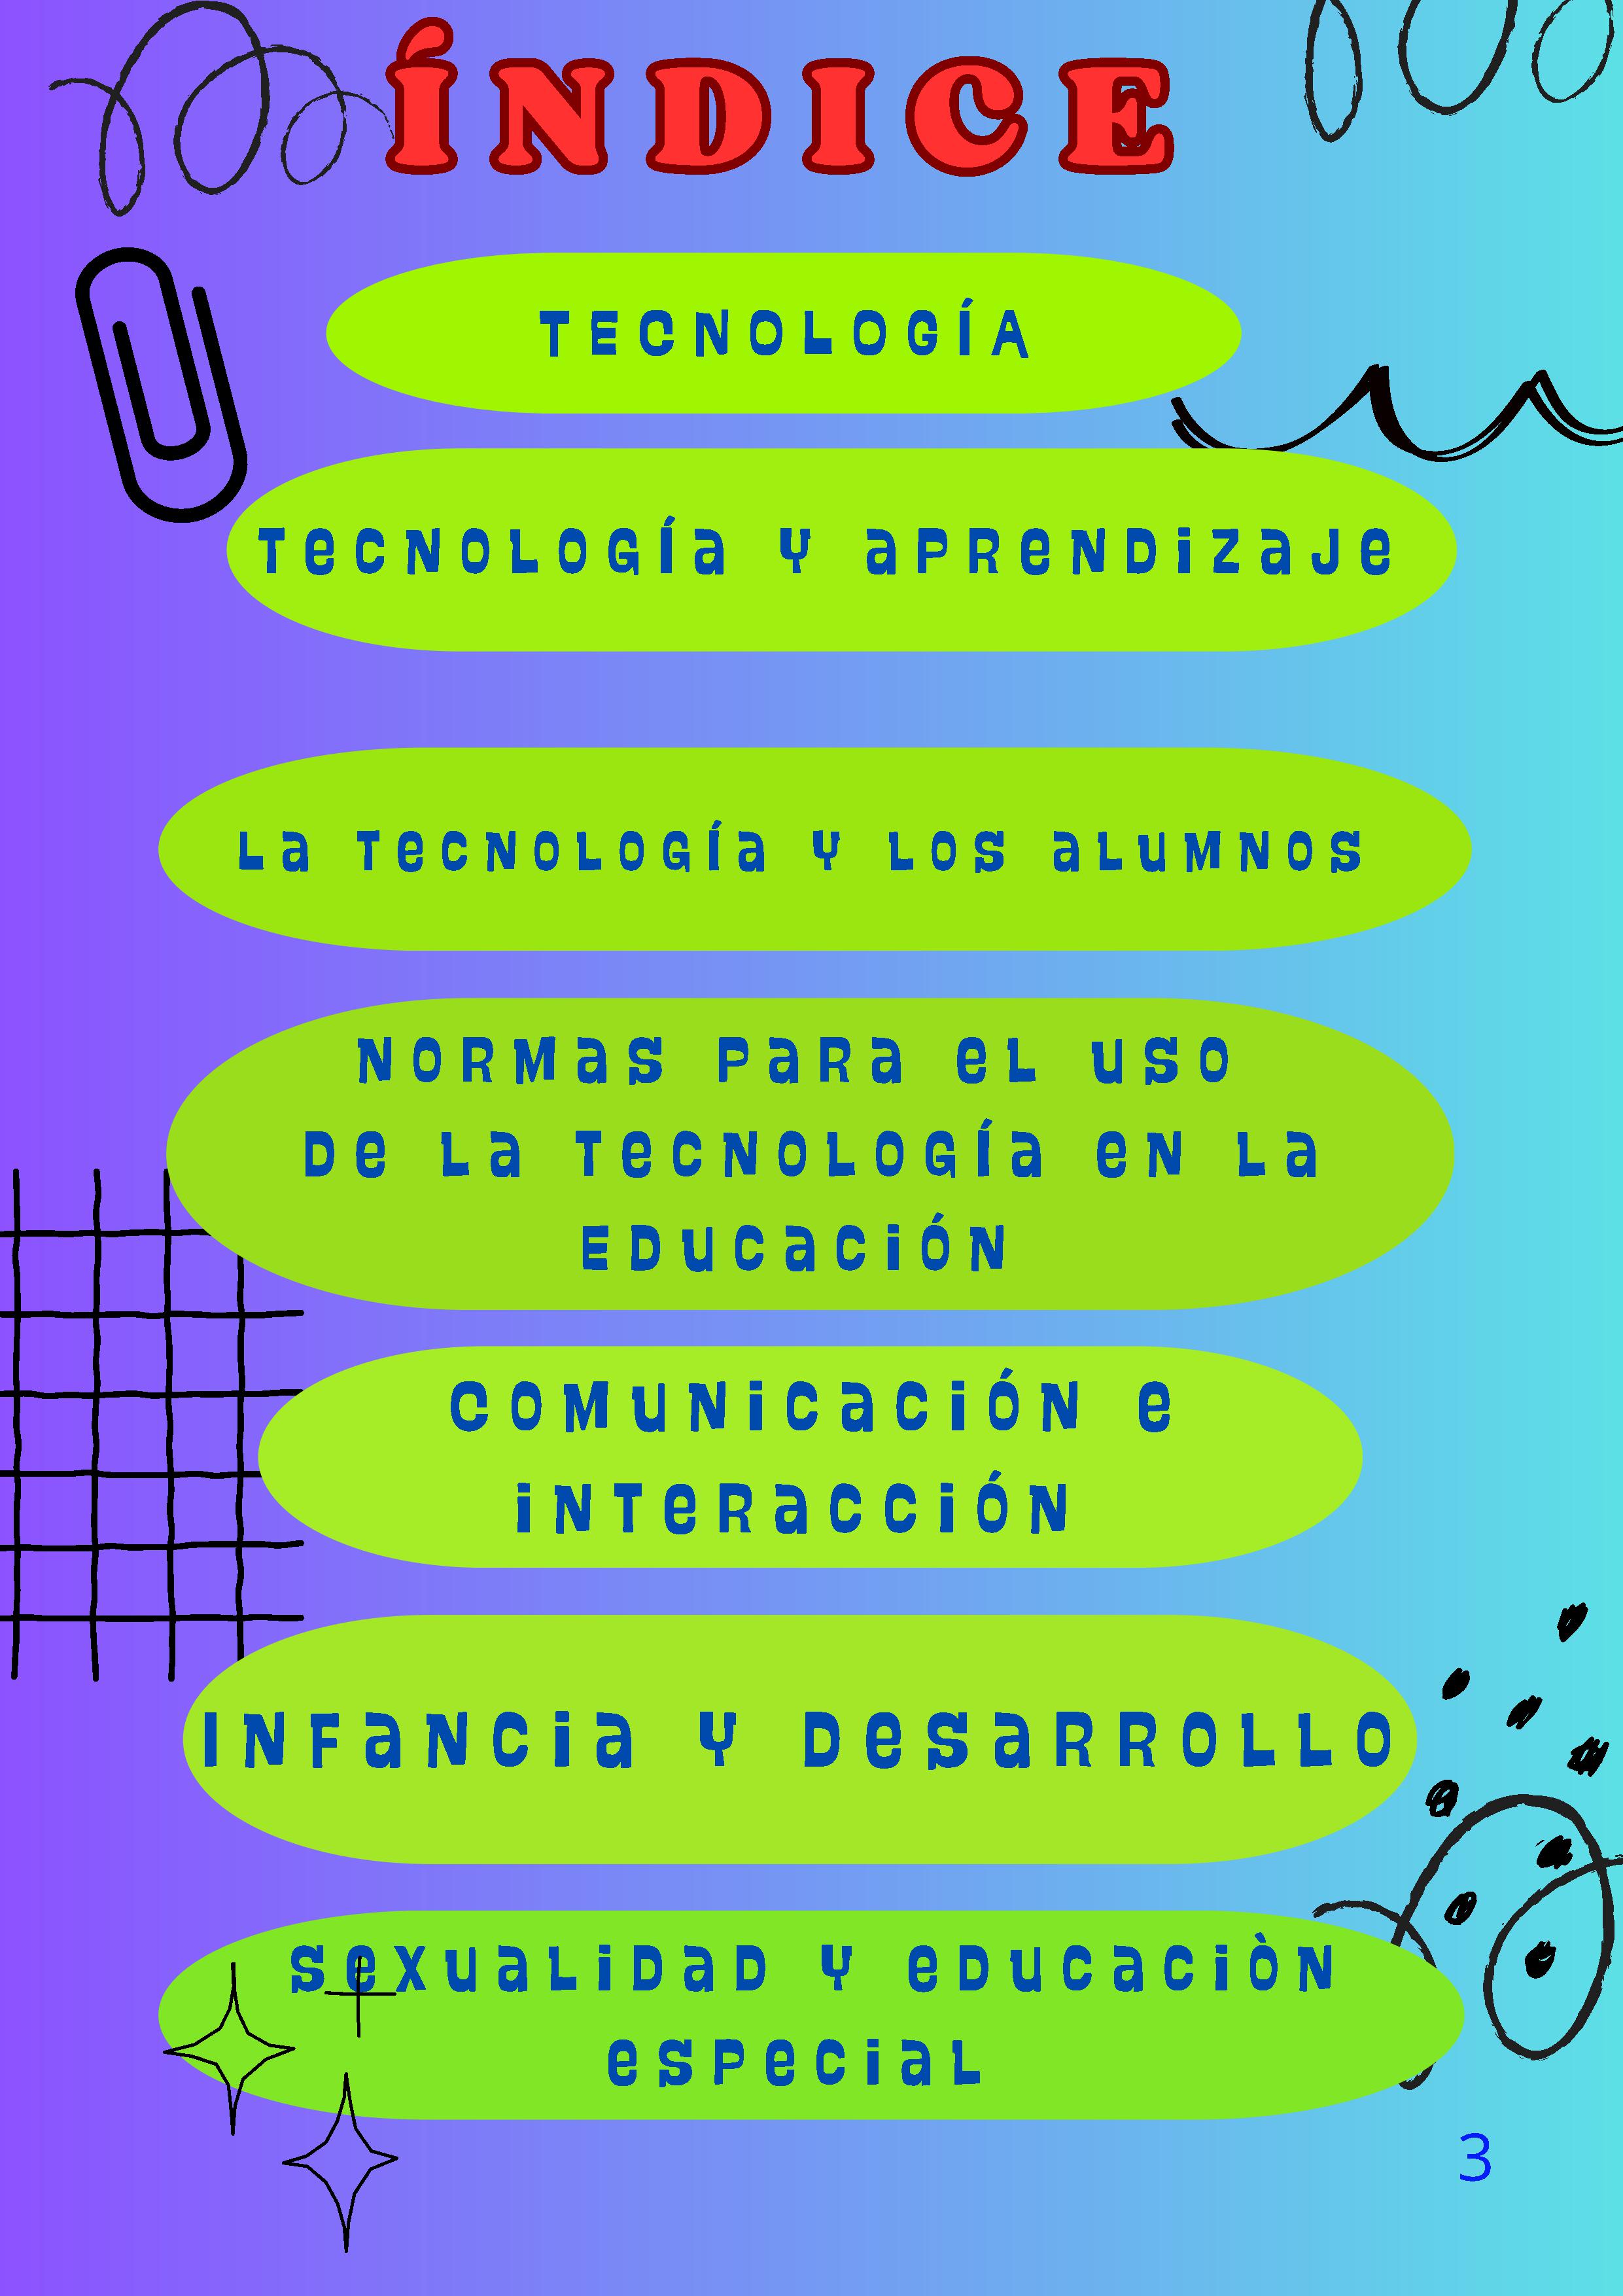 ÍNDICE
TECNOLOGÍA
Tecnología y aprendizaje
La tecnología y los alumnos
Normas para el uso
de la tecnología en la
Educación
Comunicación e
interacción
Infancia y Desarrollo
sexualidad y educaciòn
especial
3